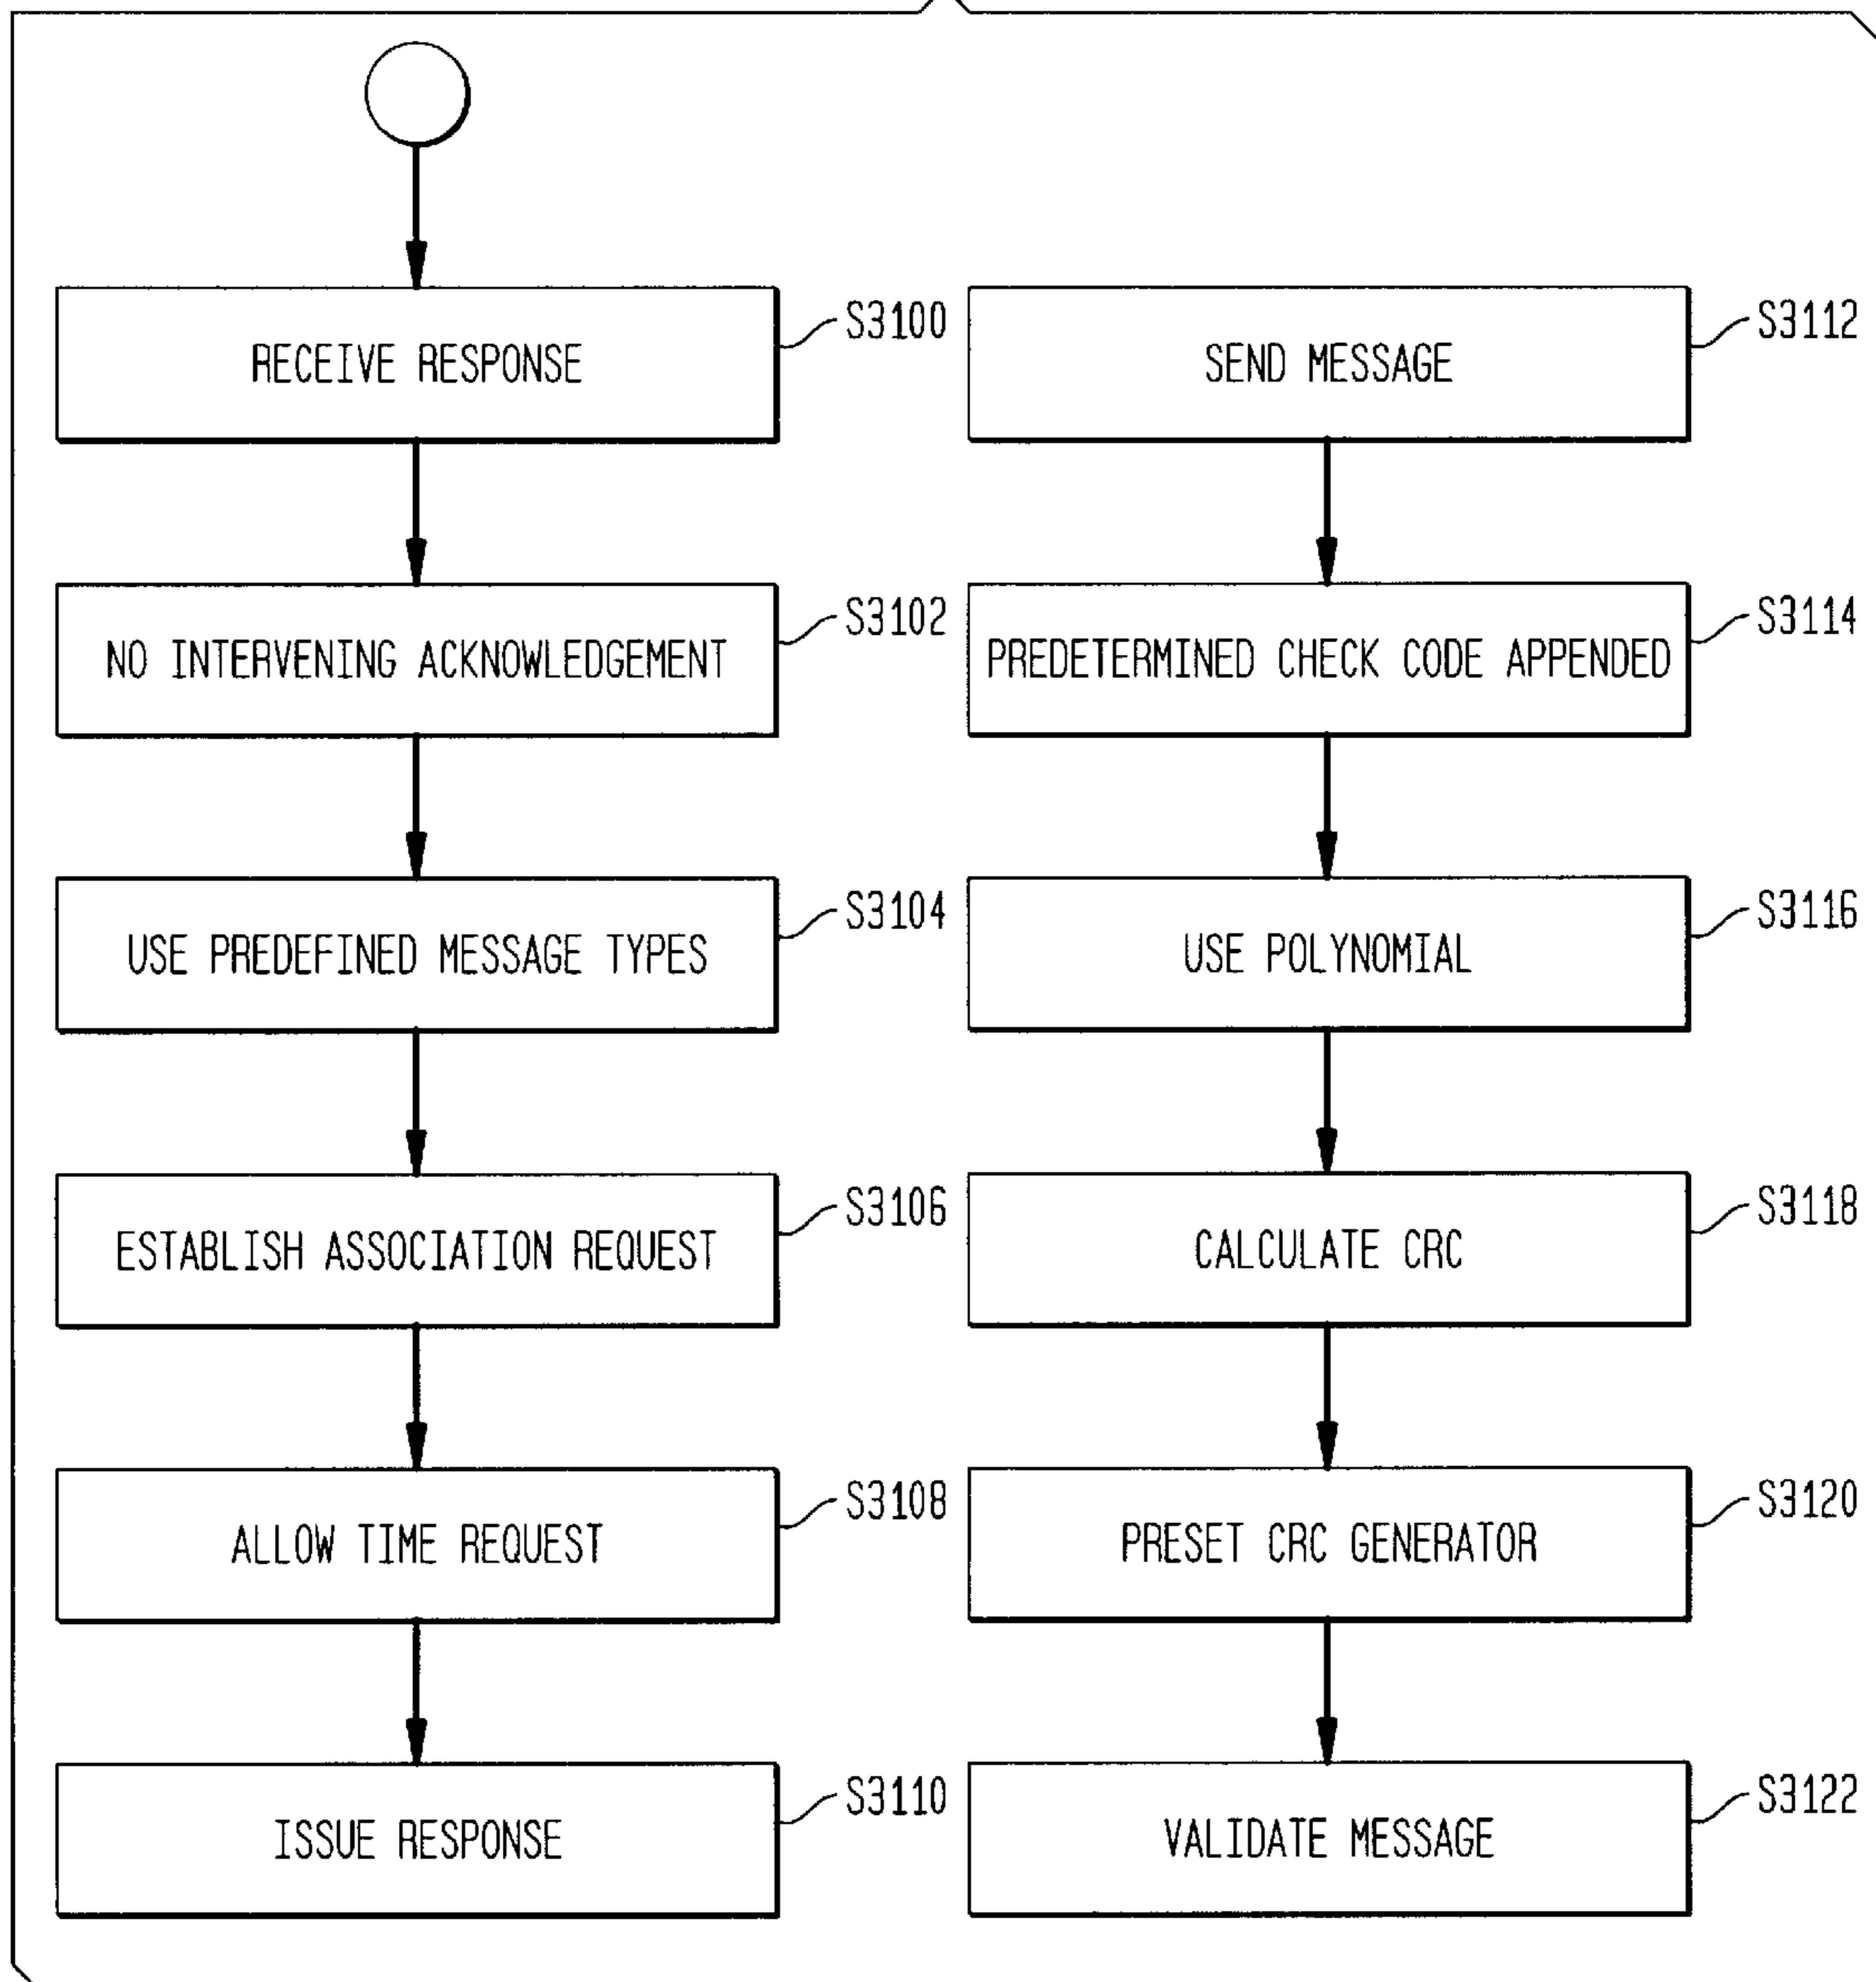 RECEIVE RESPONSE
S3100
NO INTERVENING ACKNOWLEDGEMENT
S3102
USE PREDEFINED MESSAGE TYPES
S3104
ESTABLISH ASSOCIATION REQUEST
S3106
ALLOW TIME REQUEST
S3108
ISSUE RESPONSE
S3110
SEND MESSAGE
S3112
PREDETERMINED CHECK CODE APPENDED
S3114
USE POLYNOMIAL
S3116
CALCULATE CRC
S3118
PRESET CRC GENERATOR
S3120
VALIDATE MESSAGE
S3122